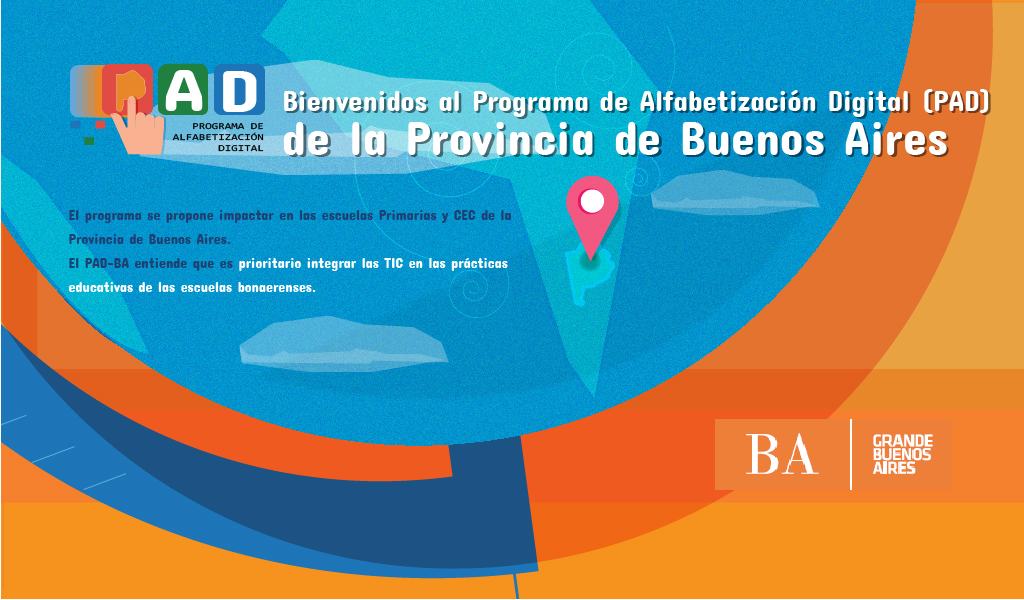 PAD
PROGRAMA DE
ALFABETIZACIÓN
DIGITAL
Bienvenidos al Programa de Alfabetización Digital (PAD)
de la Provincia de Buenos Aires
El programa se propone impactar en las escuelas Primarias y CEC de la
Provincia de Buenos Aires.
El PAD-BA entiende que es prioritario integrar las TIC en las prácticas
educativas de las escuelas bonaerenses.
BA
GRANDE
BUENOS
AIRES